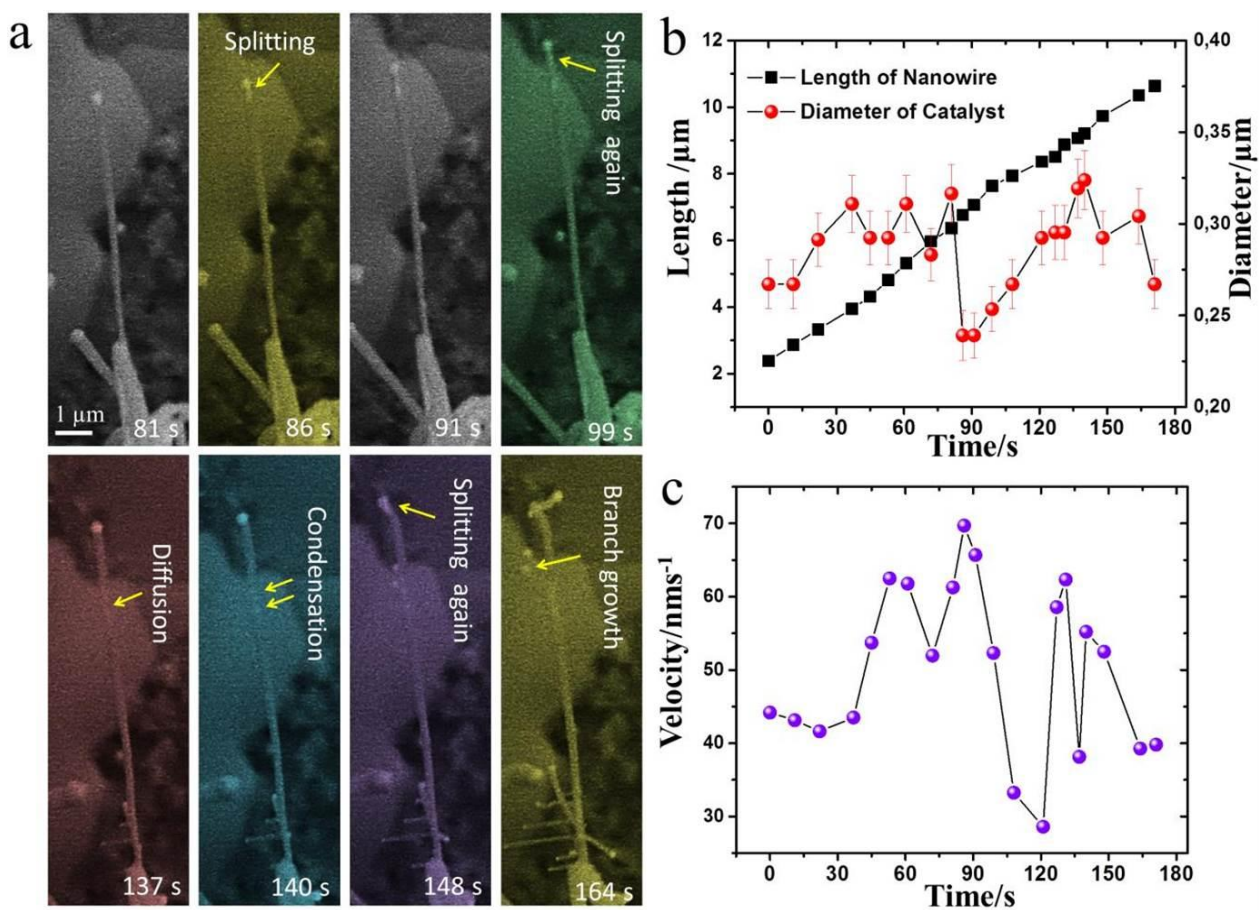 a
Splitting
Splitting again
1 µm
81 s
86 s
91 s
99 s
Diffusion
Condensation
Splitting again
Branch growth
137 s
140 s
148 s
164 s
b
12
10
8
6
4
2
Length /µm
0,40
0,35
0,30
0,25
0,20
Diameter/µm
Length of Nanowire
Diameter of Catalyst
0 30 60 90 120 150 180
Time/s
c
70
60
50
40
30
Velocity/nms⁻¹
0 30 60 90 120 150 180
Time/s